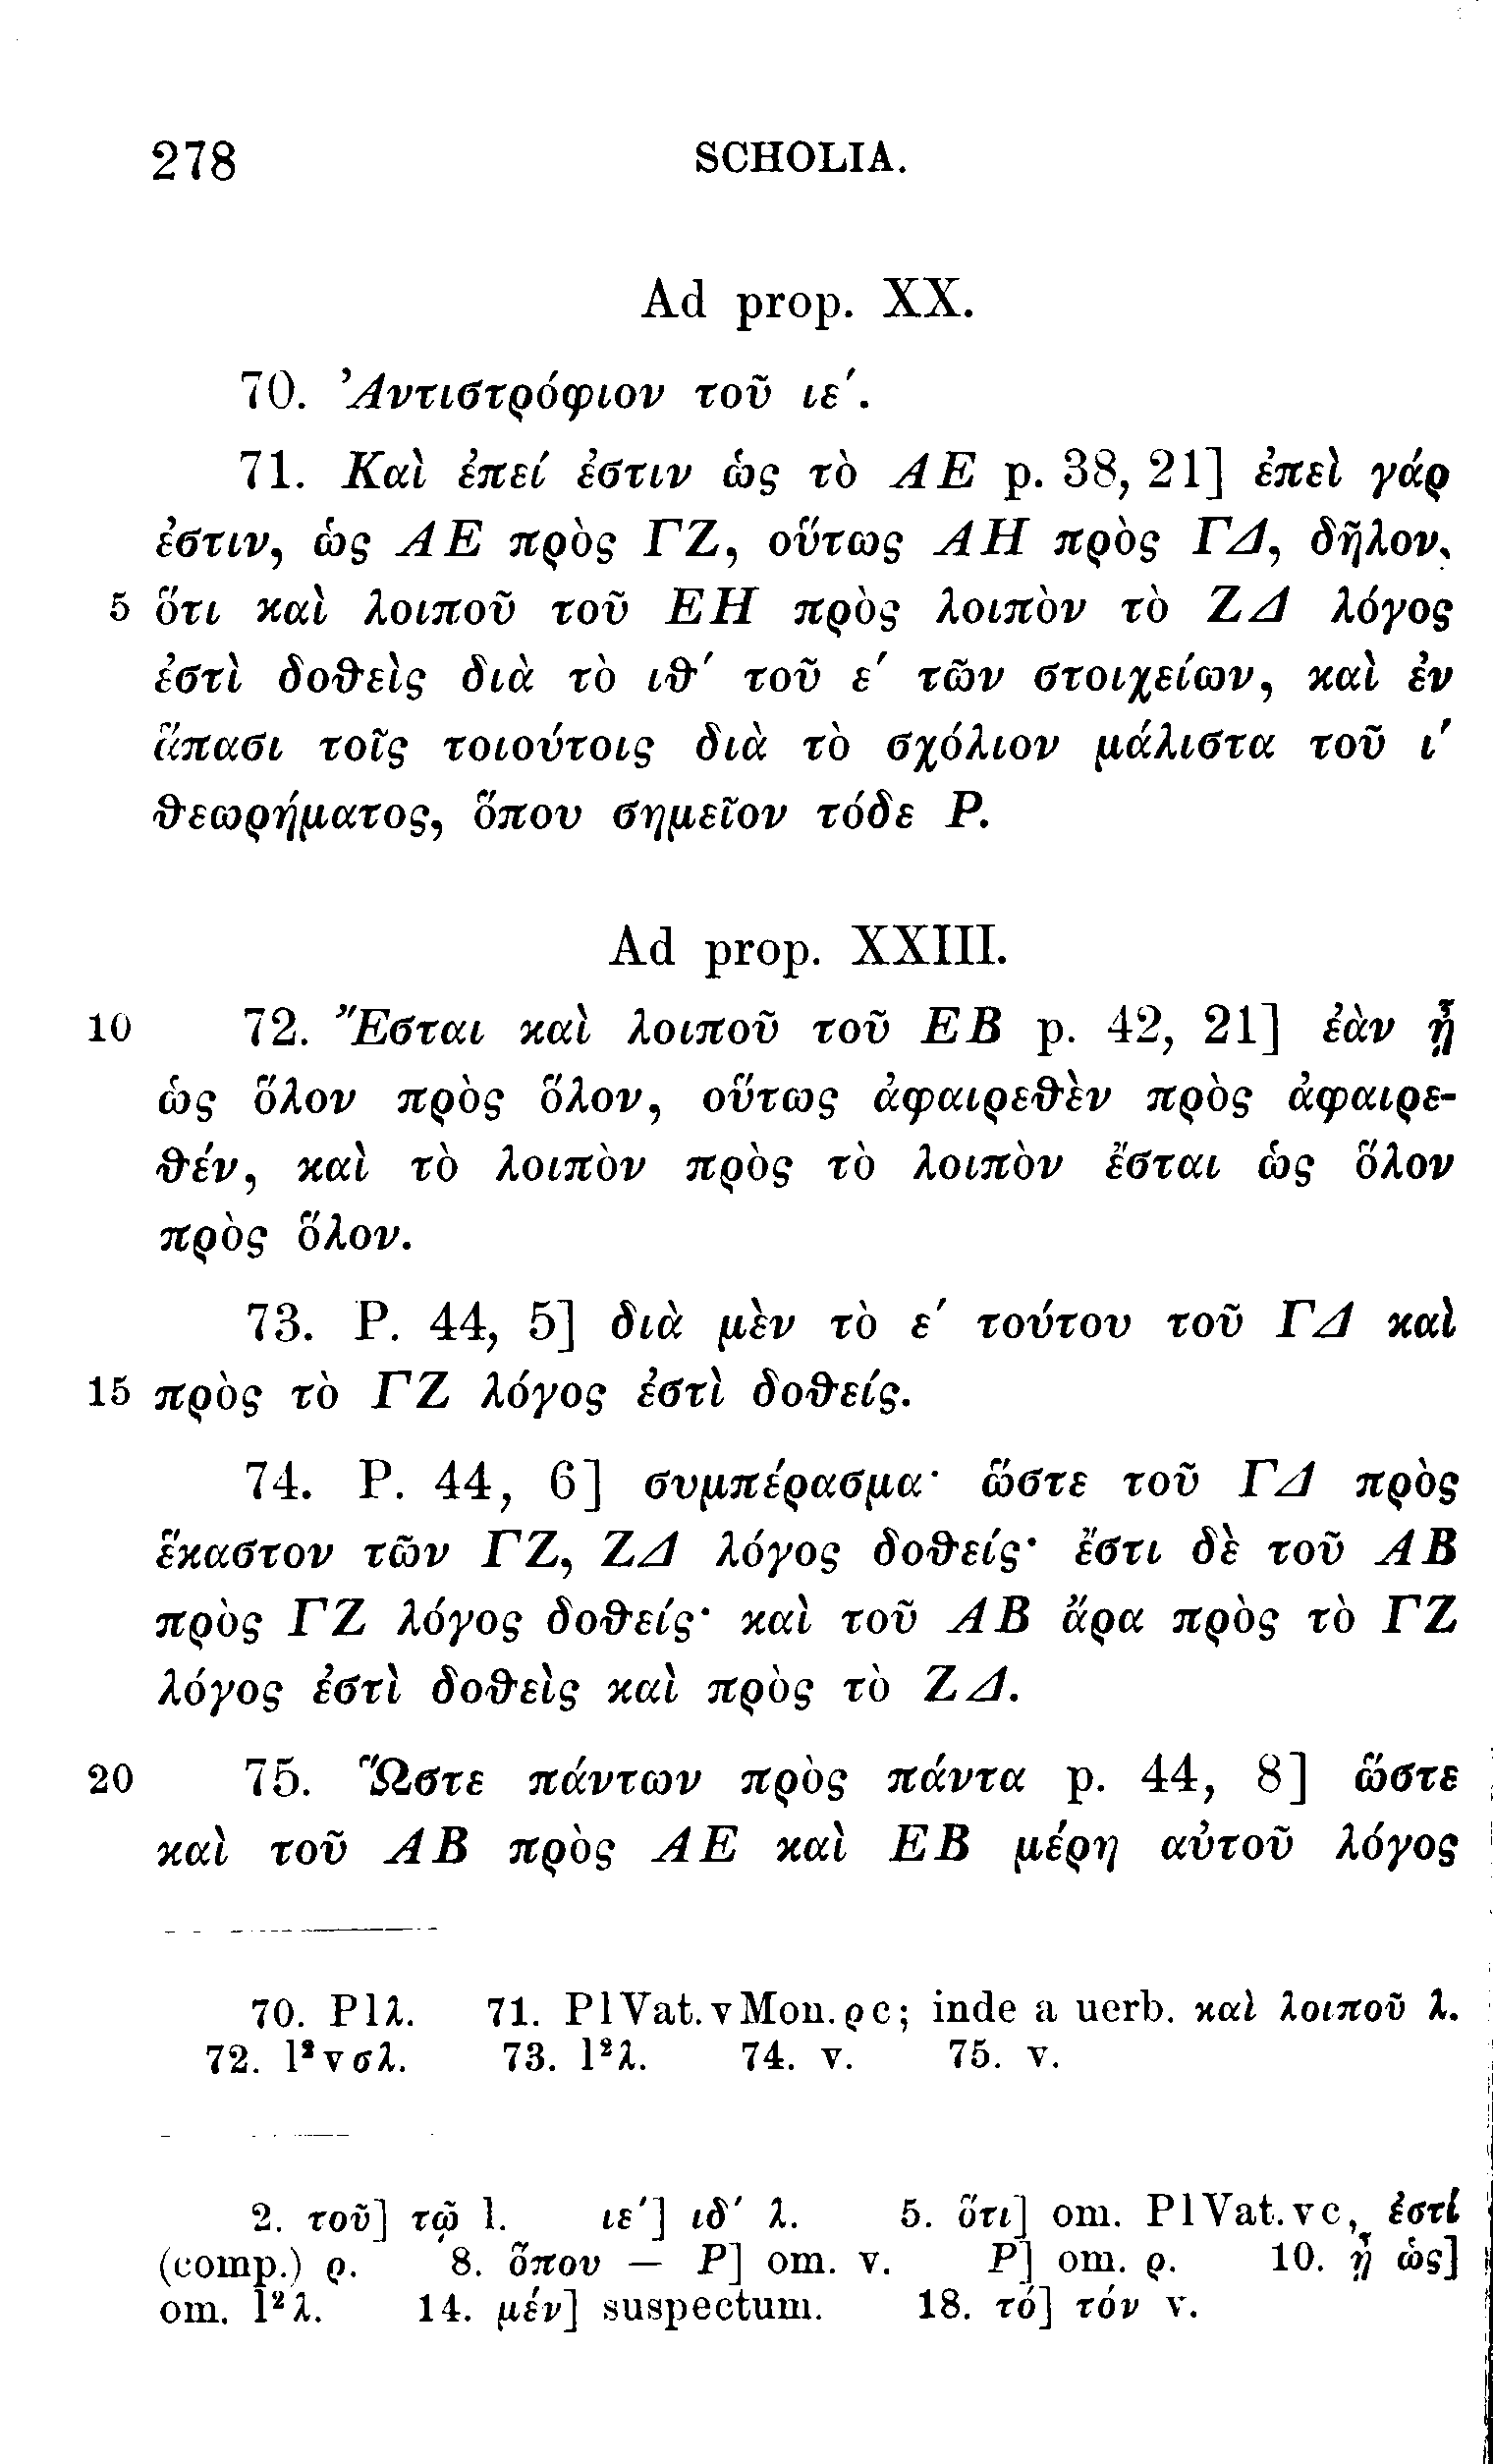 278 SCHOLIA.
Ad prop. XX.
70. Ἀντιστρόφιον τοῦ ιε′.
71. Καὶ ἐπεί ἐστιν ὡς τὸ ΑΕ p. 38, 21] ἐπεὶ γάρ
ἐστιν, ὡς ΑΕ πρὸς ΓΖ, οὕτως ΑΗ πρὸς ΓΔ, δῆλον,
5 ὅτι καὶ λοιποῦ τοῦ ΕΗ πρὸς λοιπὸν τὸ ΖΔ λόγος
ἐστὶ δοθεὶς διὰ τὸ ιθ′ τοῦ ε′ τῶν στοιχείων, καὶ ἐν
ἅπασι τοῖς τοιούτοις διὰ τὸ σχόλιον μάλιστα τοῦ ι′
θεωρήματος, ὅπου σημεῖον τόδε Ρ.
Ad prop. XXIII.
10 72. Ἔσται καὶ λοιποῦ τοῦ ΕΒ p. 42, 21] ἐὰν ᾖ
ὡς ὅλον πρὸς ὅλον, οὕτως ἀφαιρεθὲν πρὸς ἀφαιρε-
θέν, καὶ τὸ λοιπὸν πρὸς τὸ λοιπὸν ἔσται ὡς ὅλον
πρὸς ὅλον.
73. P. 44, 5] διὰ μὲν τὸ ε′ τούτου τοῦ ΓΔ καὶ
15 πρὸς τὸ ΓΖ λόγος ἐστὶ δοθείς.
74. P. 44, 6] συμπέρασμα· ὥστε τοῦ ΓΔ πρὸς
ἕκαστον τῶν ΓΖ, ΖΔ λόγος δοθείς· ἔστι δὲ τοῦ ΑΒ
πρὸς ΓΖ λόγος δοθείς· καὶ τοῦ ΑΒ ἄρα πρὸς τὸ ΓΖ
λόγος ἐστὶ δοθεὶς καὶ πρὸς τὸ ΖΔ.
20 75. Ὥστε πάντων πρὸς πάντα p. 44, 8] ὥστε
καὶ τοῦ ΑΒ πρὸς ΑΕ καὶ ΕΒ μέρη αὐτοῦ λόγος
70. Plλ. 71. PlVat.vMon.ρc; inde a uerb. καὶ λοιποῦ λ.
72. l²vσλ. 73. l²λ. 74. v. 75. v.
2. τοῦ] τῷ l. ιε′] ιδ′ λ. 5. ὅτι] om. PlVat.vc, ἐστί
(comp.) ρ. 8. ὅπου — Ρ] om. v. Ρ] om. ρ. 10. ᾖ ὡς]
om. l²λ. 14. μέν] suspectum. 18. τό] τόν v.